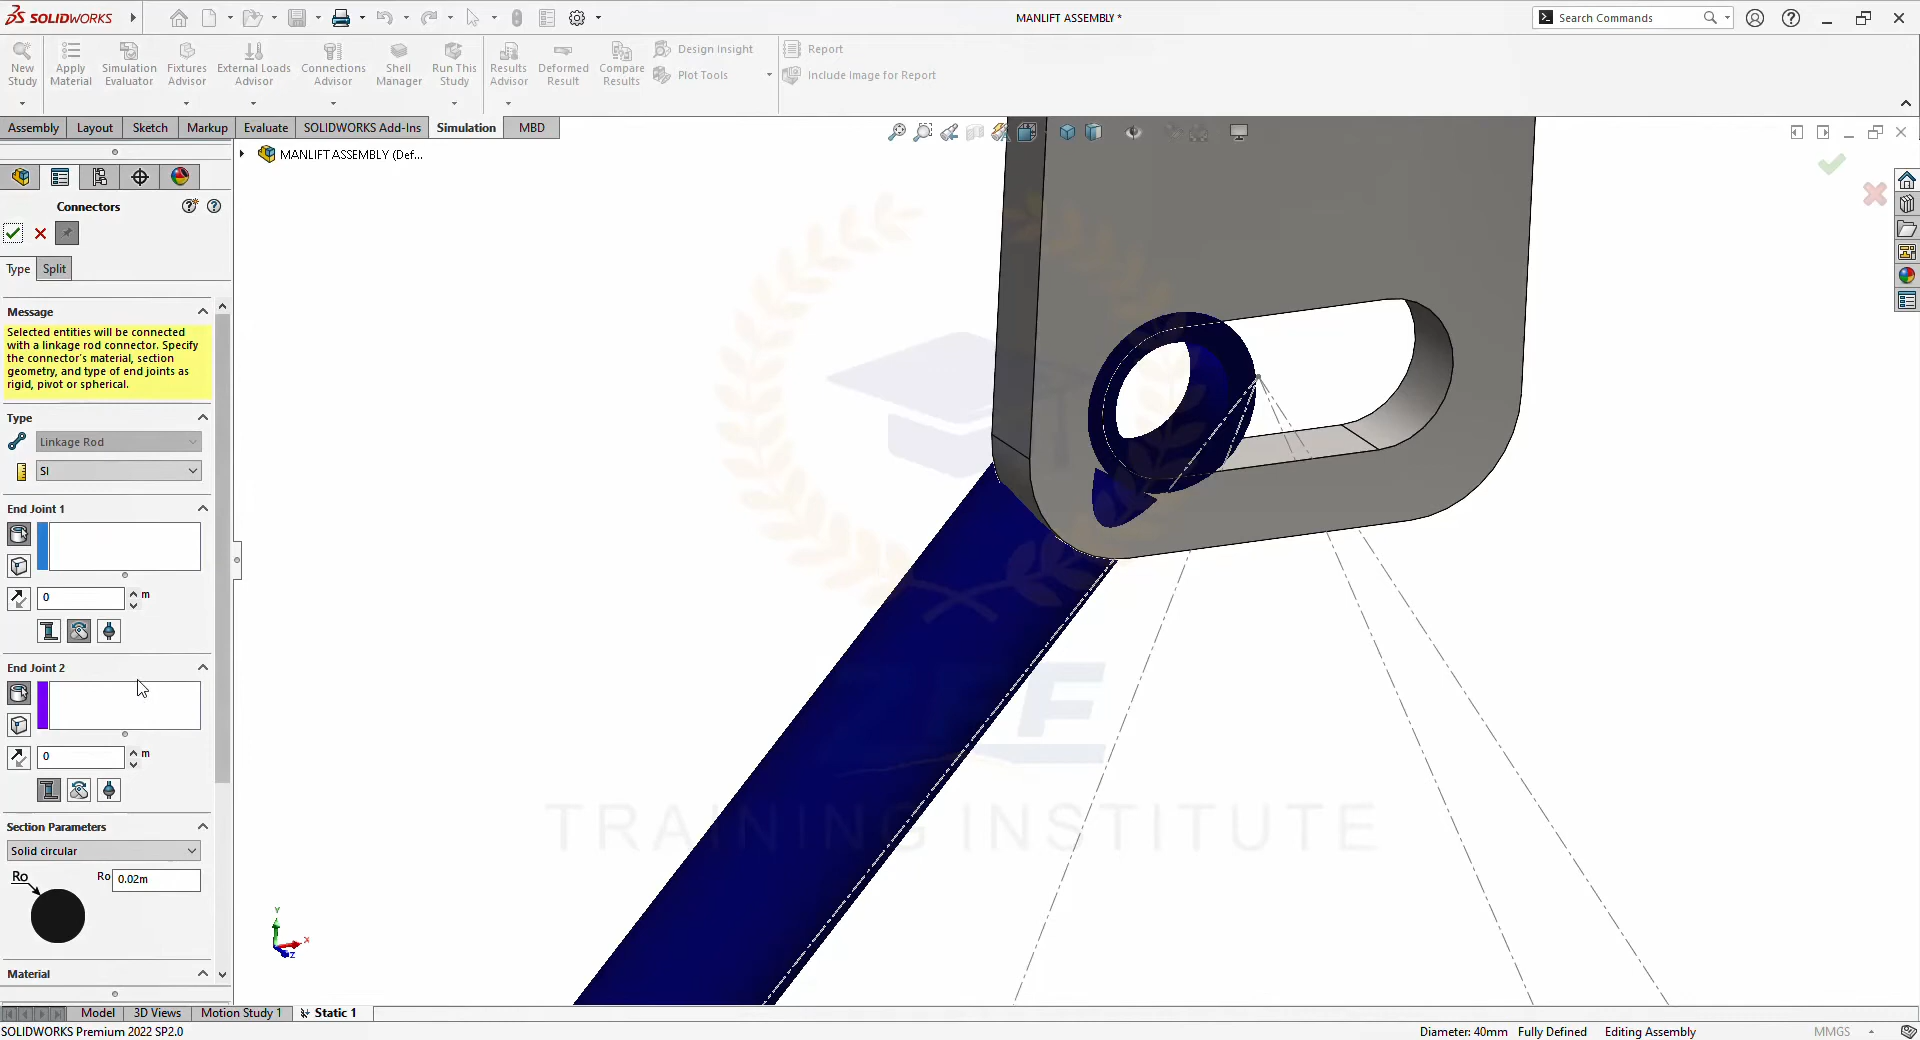 SOLIDWORKS
MANLIFT ASSEMBLY *
Search Commands
New Study
Apply Material
Simulation Evaluator
Fixtures Advisor
External Loads Advisor
Connections Advisor
Shell Manager
Run This Study
Results Advisor
Deformed Result
Compare Results
Design Insight
Plot Tools
Report
Include Image for Report
Assembly
Layout
Sketch
Markup
Evaluate
SOLIDWORKS Add-Ins
Simulation
MBD
MANLIFT ASSEMBLY (Def...
Connectors
Type
Split
Message
Selected entities will be connected
with a linkage rod connector. Specify
the connector's material, section
geometry, and type of end joints as
rigid, pivot or spherical.
Type
Linkage Rod
SI
End Joint 1
0
m
End Joint 2
0
m
Section Parameters
Solid circular
Ro
Ro
0.02m
Material
Y
X
Z
TRAINING INSTITUTE
Model
3D Views
Motion Study 1
Static 1
SOLIDWORKS Premium 2022 SP2.0
Diameter: 40mm
Fully Defined
Editing Assembly
MMGS